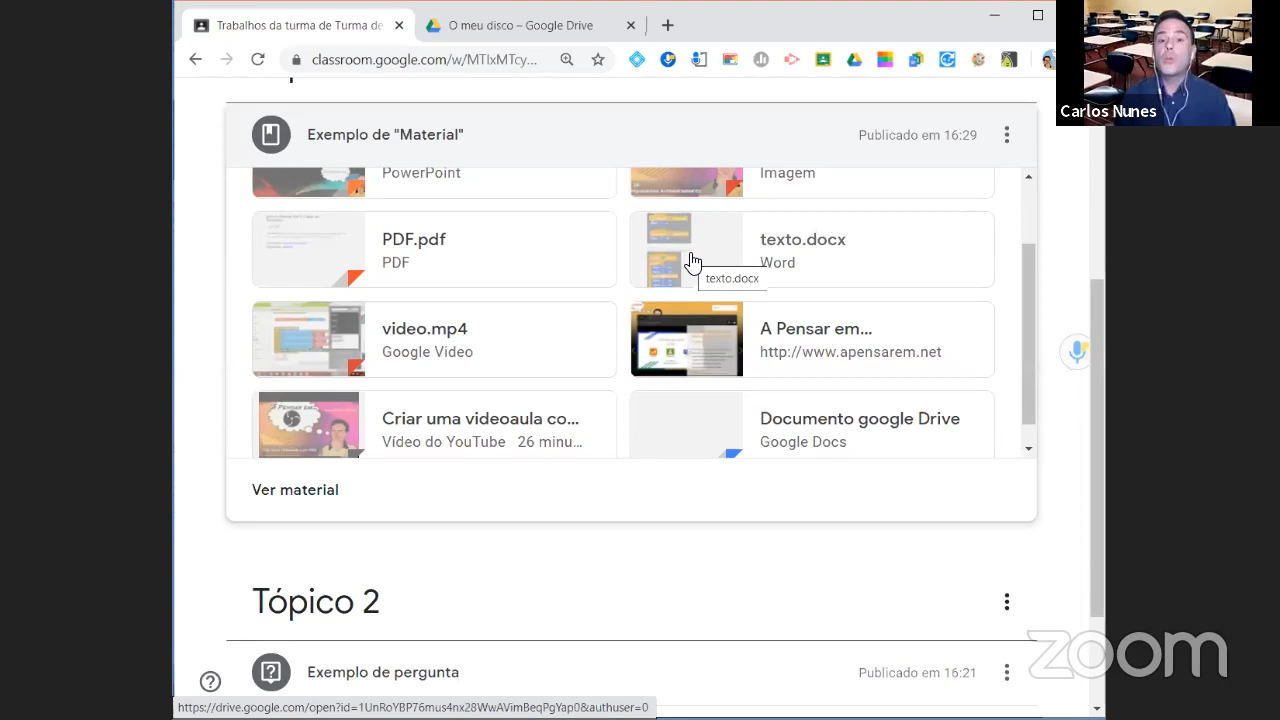 Trabalhos da turma de Turma de
O meu disco – Google Drive
classroom.google.com/w/MTIxMTcy...
Carlos Nunes
Exemplo de "Material"
Publicado em 16:29
PowerPoint
Imagem
PDF.pdf
PDF
texto.docx
Word
texto.docx
video.mp4
Google Video
A Pensar em...
http://www.apensarem.net
Criar uma videoaula co...
Vídeo do YouTube 26 minu...
Documento google Drive
Google Docs
Ver material
Tópico 2
zoom
Exemplo de pergunta
Publicado em 16:21
https://drive.google.com/open?id=1UnRoYBP76mus4nx28WwAVimBeqPgYap0&authuser=0